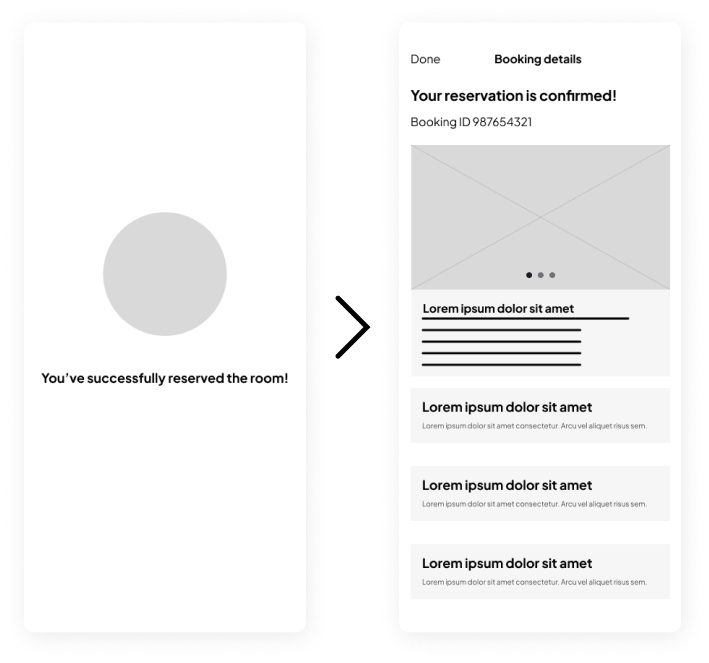 You've successfully reserved the room!
Done
Booking details
Your reservation is confirmed!
Booking ID 987654321
Lorem ipsum dolor sit amet
Lorem ipsum dolor sit amet
Lorem ipsum dolor sit amet consectetur. Arcu vel aliquet risus sem.
Lorem ipsum dolor sit amet
Lorem ipsum dolor sit amet consectetur. Arcu vel aliquet risus sem.
Lorem ipsum dolor sit amet
Lorem ipsum dolor sit amet consectetur. Arcu vel aliquet risus sem.